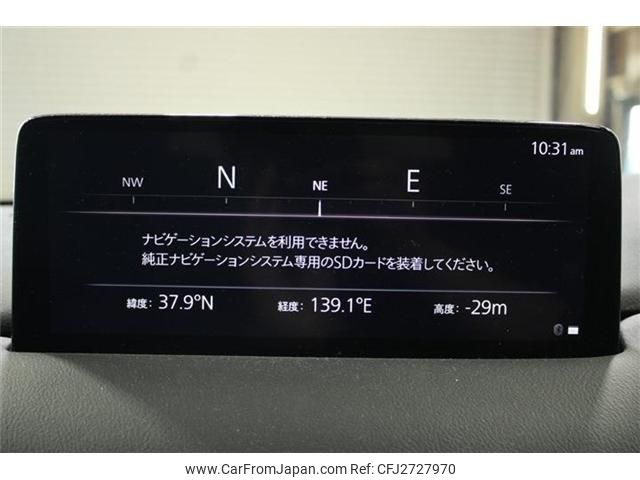 10:31am
NW N NE E SE
ナビゲーションシステムを利用できません。
純正ナビゲーションシステム専用のSDカードを装着してください。
緯度: 37.9°N 経度: 139.1°E 高度: -29m
www.CarFromJapan.com © CarFromJapan - CFJ2727970